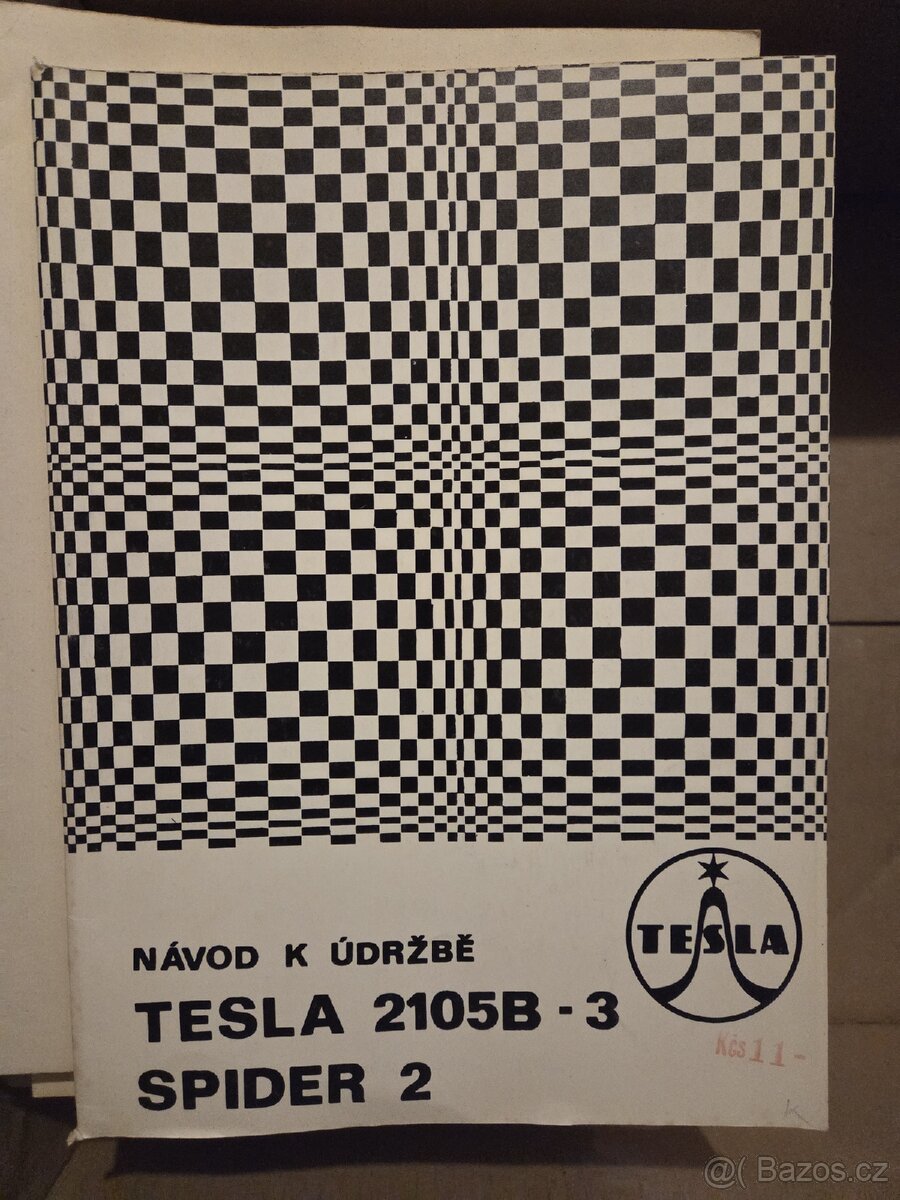 NÁVOD K ÚDRŽBĚ
TESLA 2105B - 3
SPIDER 2
TESLA
Kčs 11-
K
@( Bazos.cz